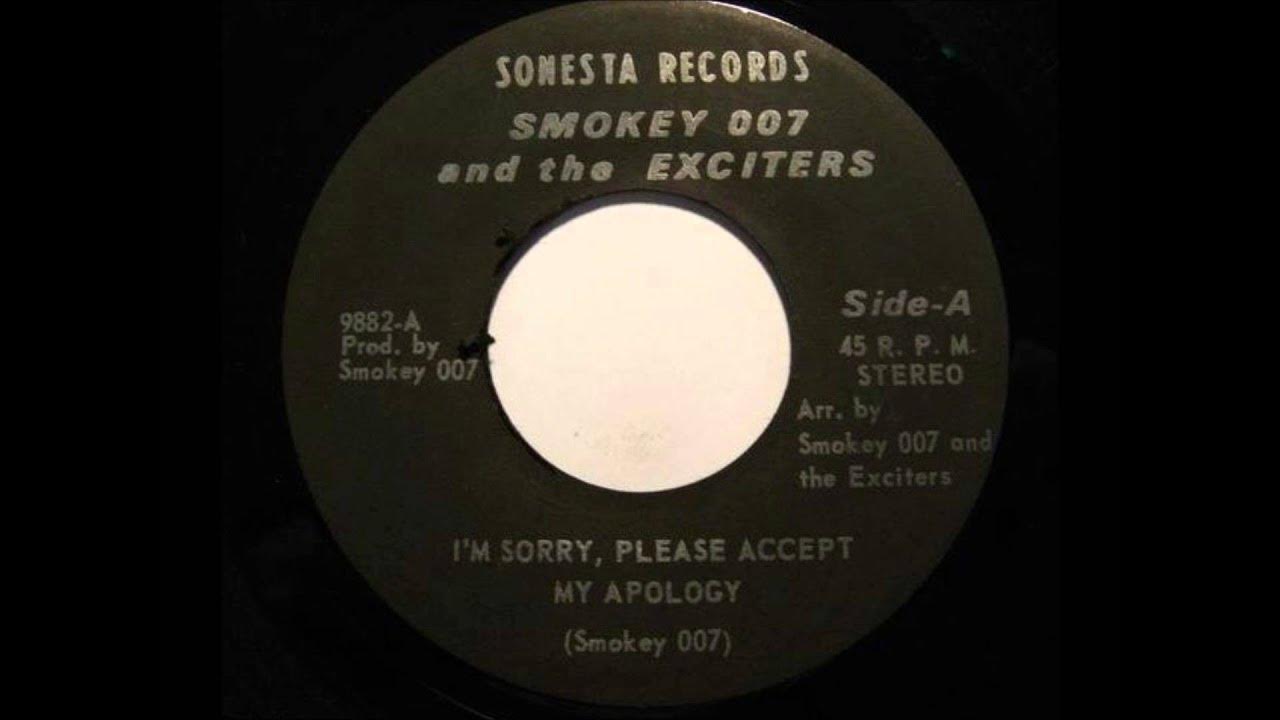 SONESTA RECORDS
SMOKEY 007
and the EXCITERS
9882-A
Prod. by
Smokey 007
Side-A
45 R. P. M.
STEREO
Arr. by
Smokey 007 and
the Exciters
I'M SORRY, PLEASE ACCEPT
MY APOLOGY
(Smokey 007)